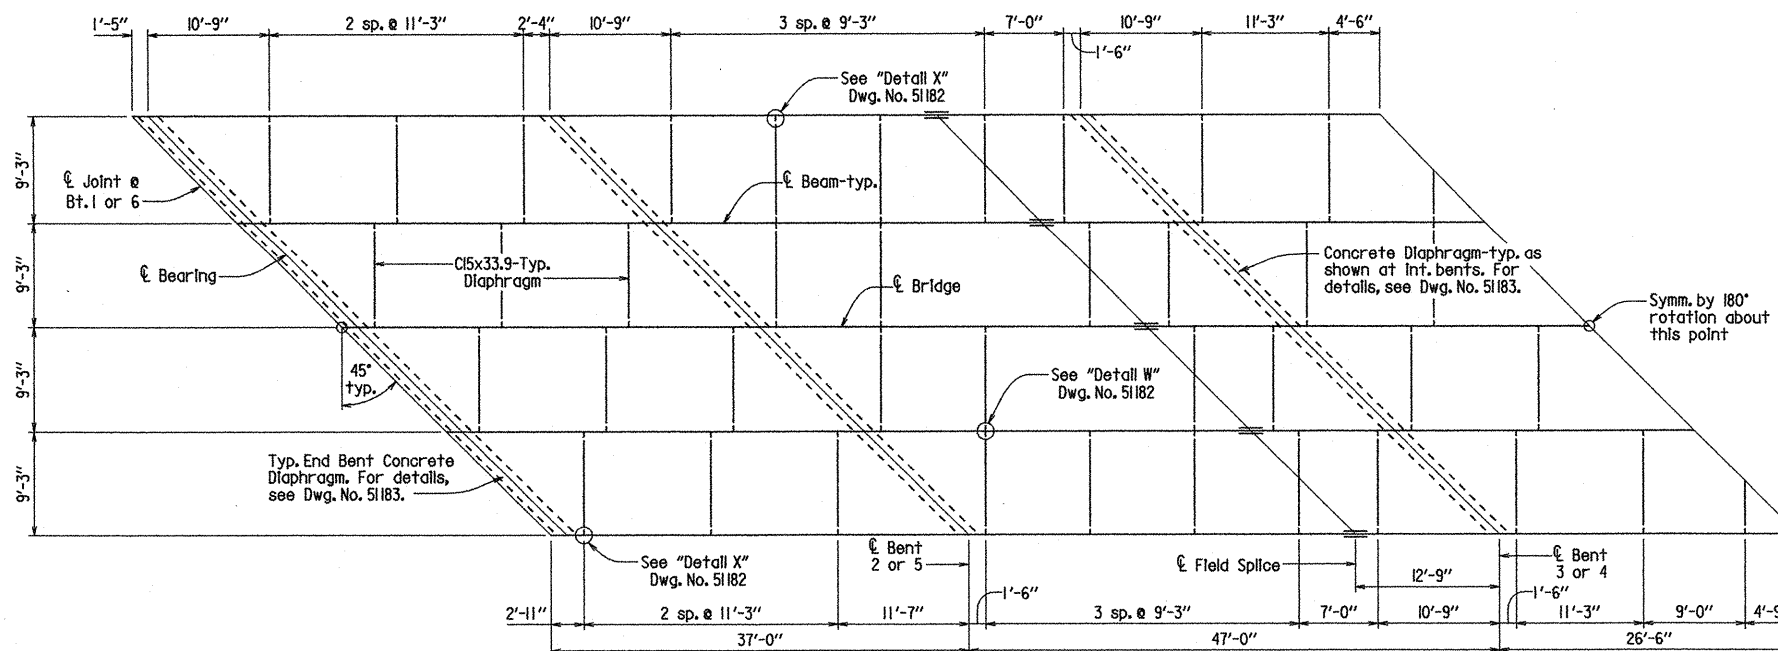 1'-5" 10'-9" 2 sp. @ 11'-3" 2'-4" 10'-9" 3 sp. @ 9'-3" 7'-0" 10'-9" 11'-3" 4'-6"
1'-6"
See "Detail X"
Dwg. No. 51182
9'-3"
℄ Joint @
Bt. 1 or 6
℄ Beam-typ.
9'-3"
℄ Bearing
C15x33.9-Typ.
Diaphragm
℄ Bridge
Concrete Diaphragm-typ. as
shown at int. bents. For
details, see Dwg. No. 51183.
Symm. by 180°
rotation about
this point
9'-3"
45°
typ.
See "Detail W"
Dwg. No. 51182
9'-3"
Typ. End Bent Concrete
Diaphragm. For details,
see Dwg. No. 51183.
See "Detail X"
Dwg. No. 51182
℄ Bent
2 or 5
℄ Field Splice
℄ Bent
3 or 4
12'-9"
1'-6"
1'-6"
2'-11" 2 sp. @ 11'-3" 11'-7" 3 sp. @ 9'-3" 7'-0" 10'-9" 11'-3" 9'-0" 4'-9
37'-0" 47'-0" 26'-6"